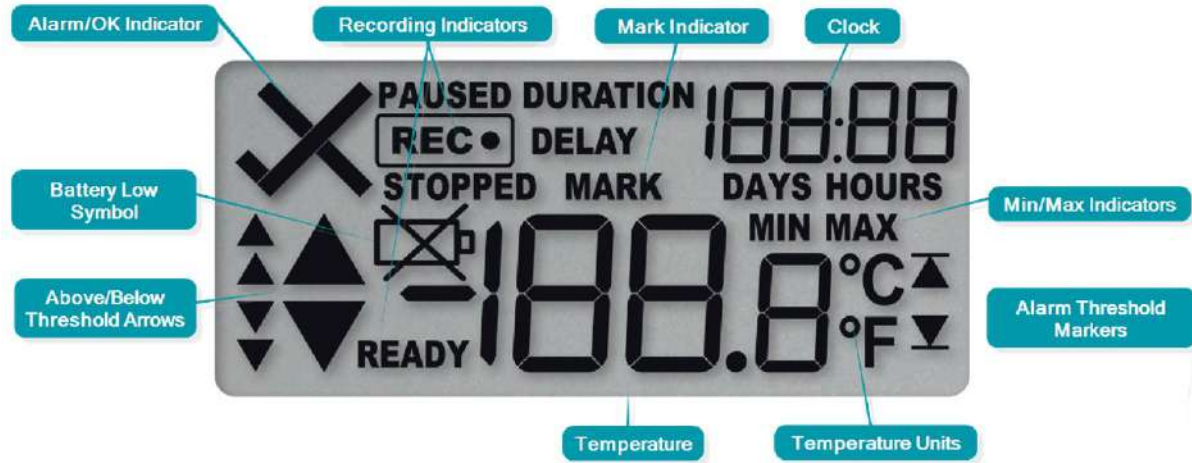 Alarm/OK Indicator
Recording Indicators
Mark Indicator
Clock
PAUSED DURATION
188:88
REC
DELAY
STOPPED MARK
DAYS HOURS
Battery Low
Symbol
MIN MAX
Min/Max Indicators
-188.8
°C
°F
Above/Below
Threshold Arrows
Alarm Threshold
Markers
READY
Temperature
Temperature Units